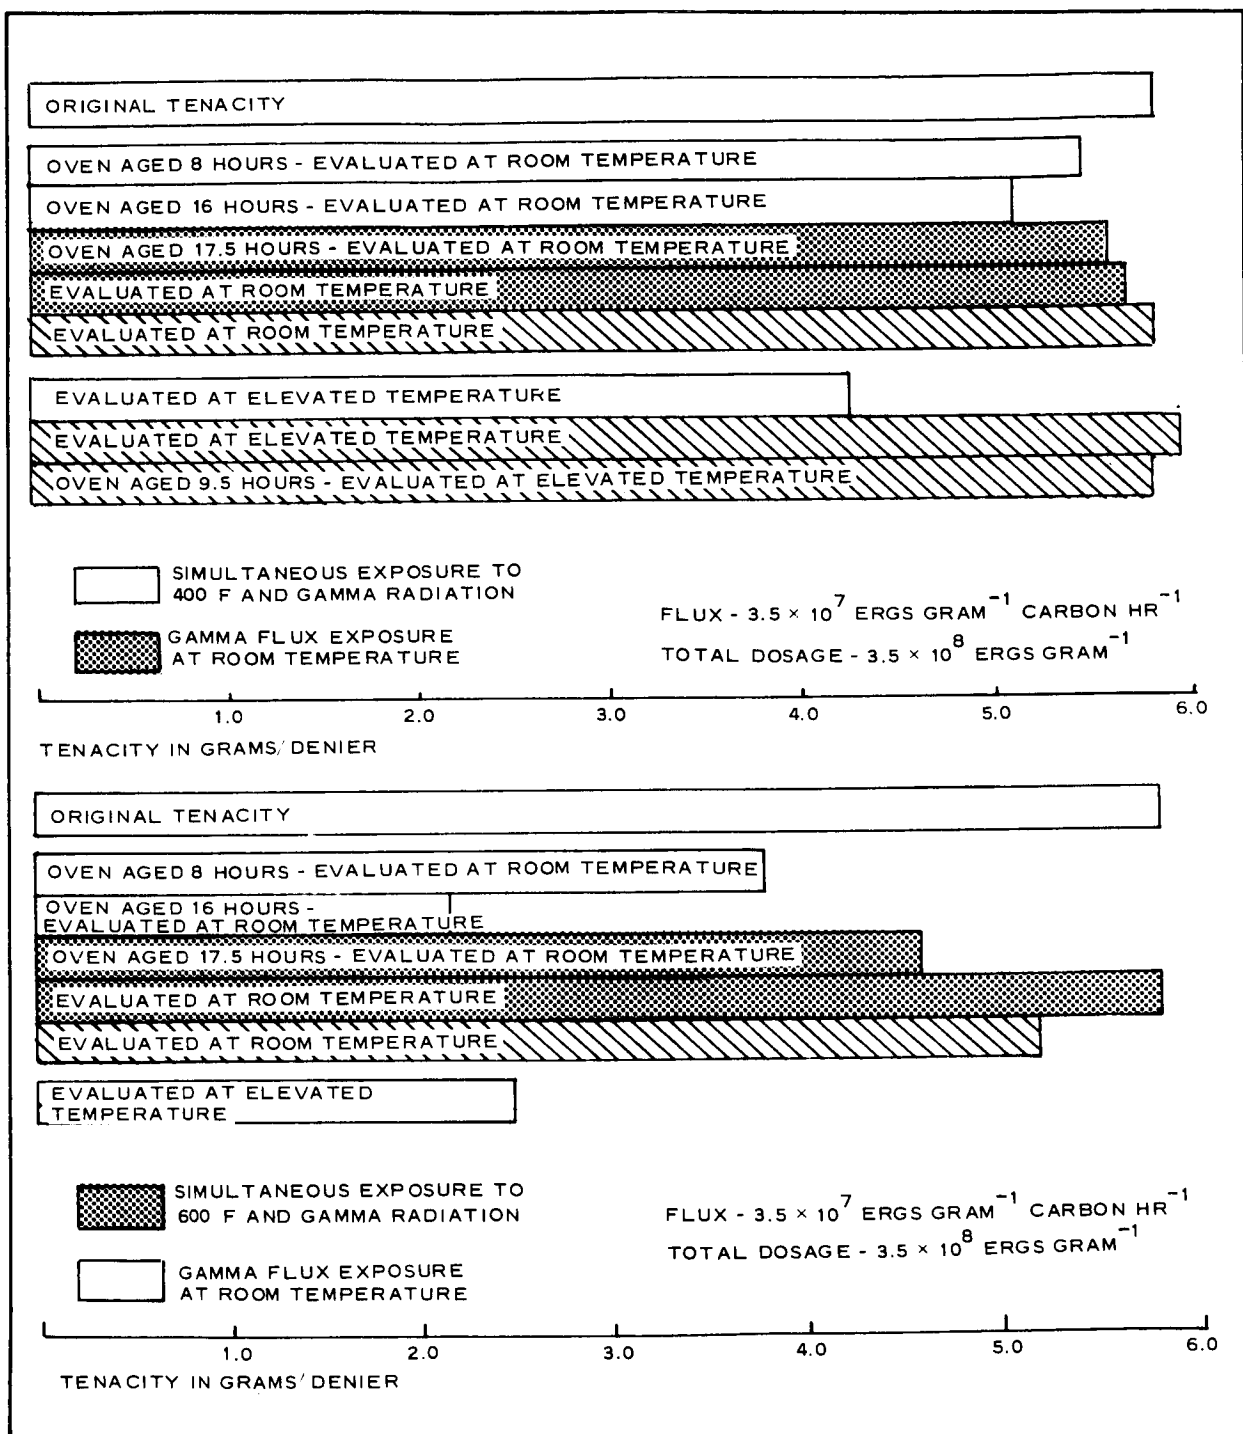 ORIGINAL TENACITY
OVEN AGED 8 HOURS - EVALUATED AT ROOM TEMPERATURE
OVEN AGED 16 HOURS - EVALUATED AT ROOM TEMPERATURE
OVEN AGED 17.5 HOURS - EVALUATED AT ROOM TEMPERATURE
EVALUATED AT ROOM TEMPERATURE
EVALUATED AT ROOM TEMPERATURE
EVALUATED AT ELEVATED TEMPERATURE
EVALUATED AT ELEVATED TEMPERATURE
OVEN AGED 9.5 HOURS - EVALUATED AT ELEVATED TEMPERATURE
SIMULTANEOUS EXPOSURE TO
400 F AND GAMMA RADIATION
GAMMA FLUX EXPOSURE
AT ROOM TEMPERATURE
FLUX - 3.5 × 10⁷ ERGS GRAM⁻¹ CARBON HR⁻¹
TOTAL DOSAGE - 3.5 × 10⁸ ERGS GRAM⁻¹
1.0 2.0 3.0 4.0 5.0 6.0
TENACITY IN GRAMS/DENIER
ORIGINAL TENACITY
OVEN AGED 8 HOURS - EVALUATED AT ROOM TEMPERATURE
OVEN AGED 16 HOURS -
EVALUATED AT ROOM TEMPERATURE
OVEN AGED 17.5 HOURS - EVALUATED AT ROOM TEMPERATURE
EVALUATED AT ROOM TEMPERATURE
EVALUATED AT ROOM TEMPERATURE
EVALUATED AT ELEVATED
TEMPERATURE
SIMULTANEOUS EXPOSURE TO
600 F AND GAMMA RADIATION
GAMMA FLUX EXPOSURE
AT ROOM TEMPERATURE
FLUX - 3.5 × 10⁷ ERGS GRAM⁻¹ CARBON HR⁻¹
TOTAL DOSAGE - 3.5 × 10⁸ ERGS GRAM⁻¹
1.0 2.0 3.0 4.0 5.0 6.0
TENACITY IN GRAMS/DENIER